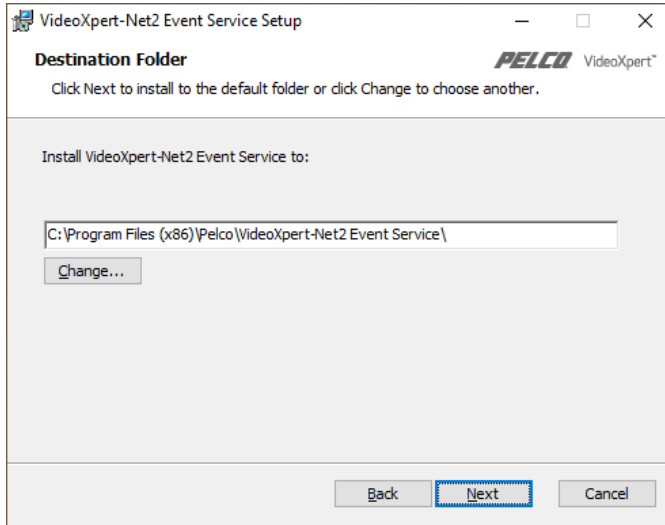 VideoXpert-Net2 Event Service Setup
Destination Folder
PELCO VideoXpert™
Click Next to install to the default folder or click Change to choose another.
Install VideoXpert-Net2 Event Service to:
C:\Program Files (x86)\Pelco\VideoXpert-Net2 Event Service\
Change...
Back Next Cancel